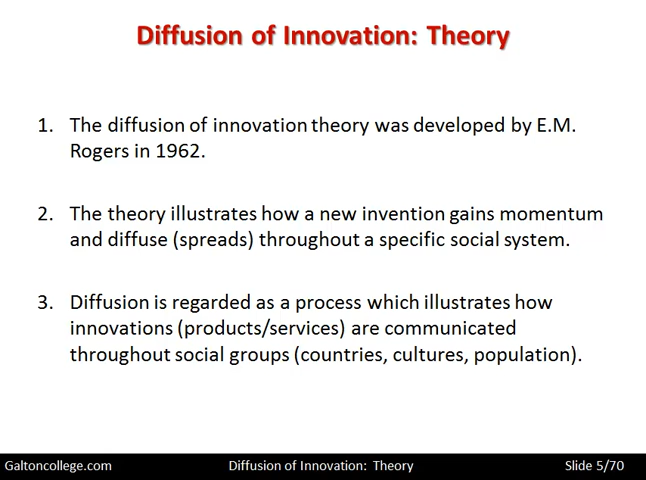 Diffusion of Innovation: Theory
1. The diffusion of innovation theory was developed by E.M.
Rogers in 1962.
2. The theory illustrates how a new invention gains momentum
and diffuse (spreads) throughout a specific social system.
3. Diffusion is regarded as a process which illustrates how
innovations (products/services) are communicated
throughout social groups (countries, cultures, population).
Galtoncollege.com Diffusion of Innovation: Theory Slide 5/70